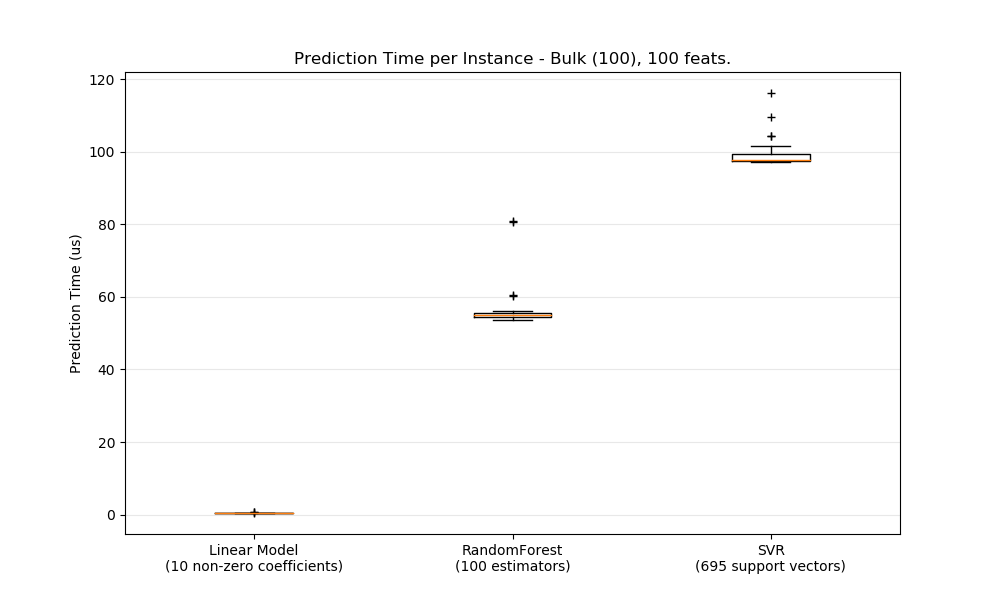 Prediction Time per Instance - Bulk (100), 100 feats.
120
100
80
60
40
20
0
Prediction Time (us)
Linear Model
(10 non-zero coefficients)
RandomForest
(100 estimators)
SVR
(695 support vectors)